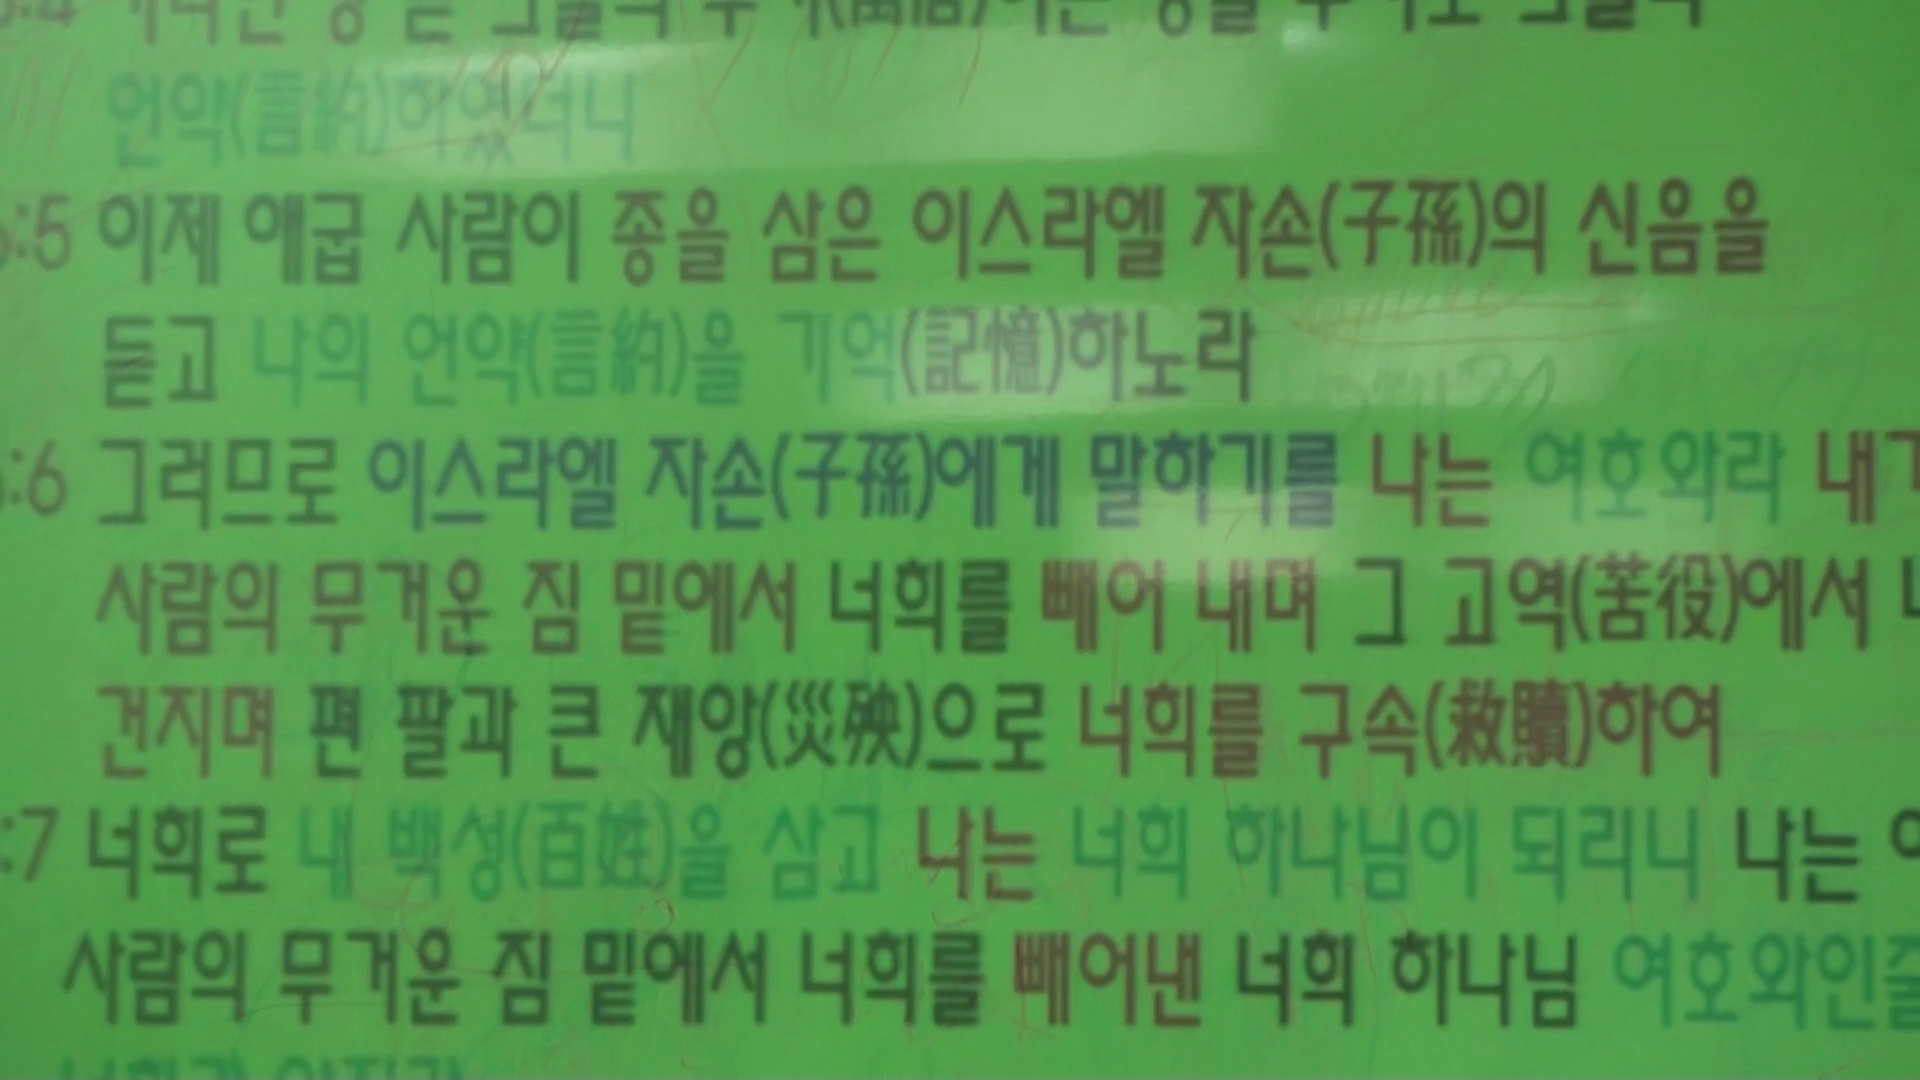 언약(言約)하였더니
:5 이제 애굽 사람이 종을 삼은 이스라엘 자손(子孫)의 신음을
듣고 나의 언약(言約)을 기억(記憶)하노라
:6 그러므로 이스라엘 자손(子孫)에게 말하기를 나는 여호와라
사람의 무거운 짐 밑에서 너희를 빼어 내며 그 고역(苦役)에서
건지며 편 팔과 큰 재앙(災殃)으로 너희를 구속(救贖)하여
:7 너희로 내 백성(百姓)을 삼고 나는 너희 하나님이 되리니 나는
사람의 무거운 짐 밑에서 너희를 빼어낸 너희 하나님 여호와인줄